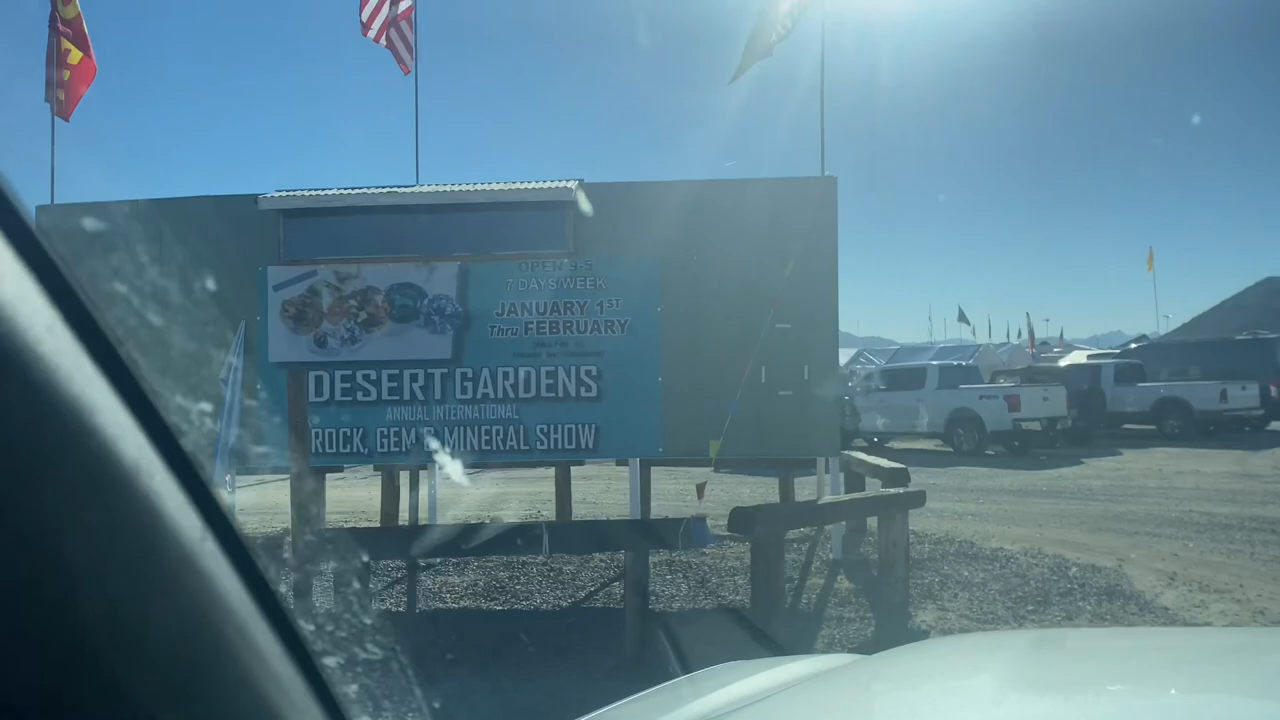 OPEN 9-5
7 DAYS/WEEK
JANUARY 1ST
Thru FEBRUARY
DESERT GARDENS
ANNUAL INTERNATIONAL
ROCK, GEM & MINERAL SHOW